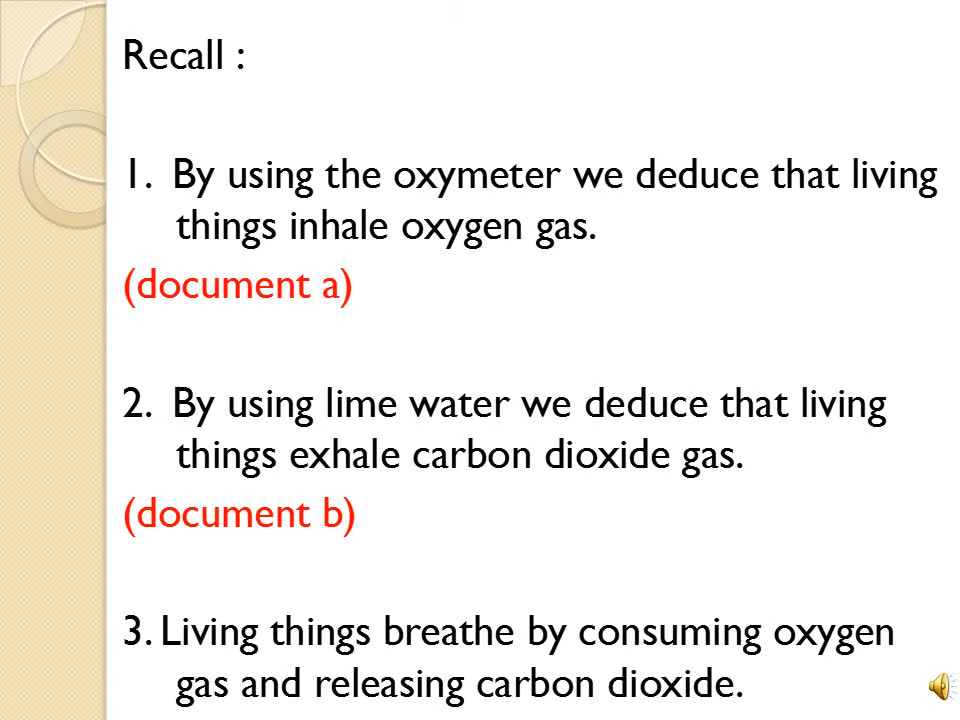 Recall :
1. By using the oxymeter we deduce that living
things inhale oxygen gas.
(document a)
2. By using lime water we deduce that living
things exhale carbon dioxide gas.
(document b)
3. Living things breathe by consuming oxygen
gas and releasing carbon dioxide.